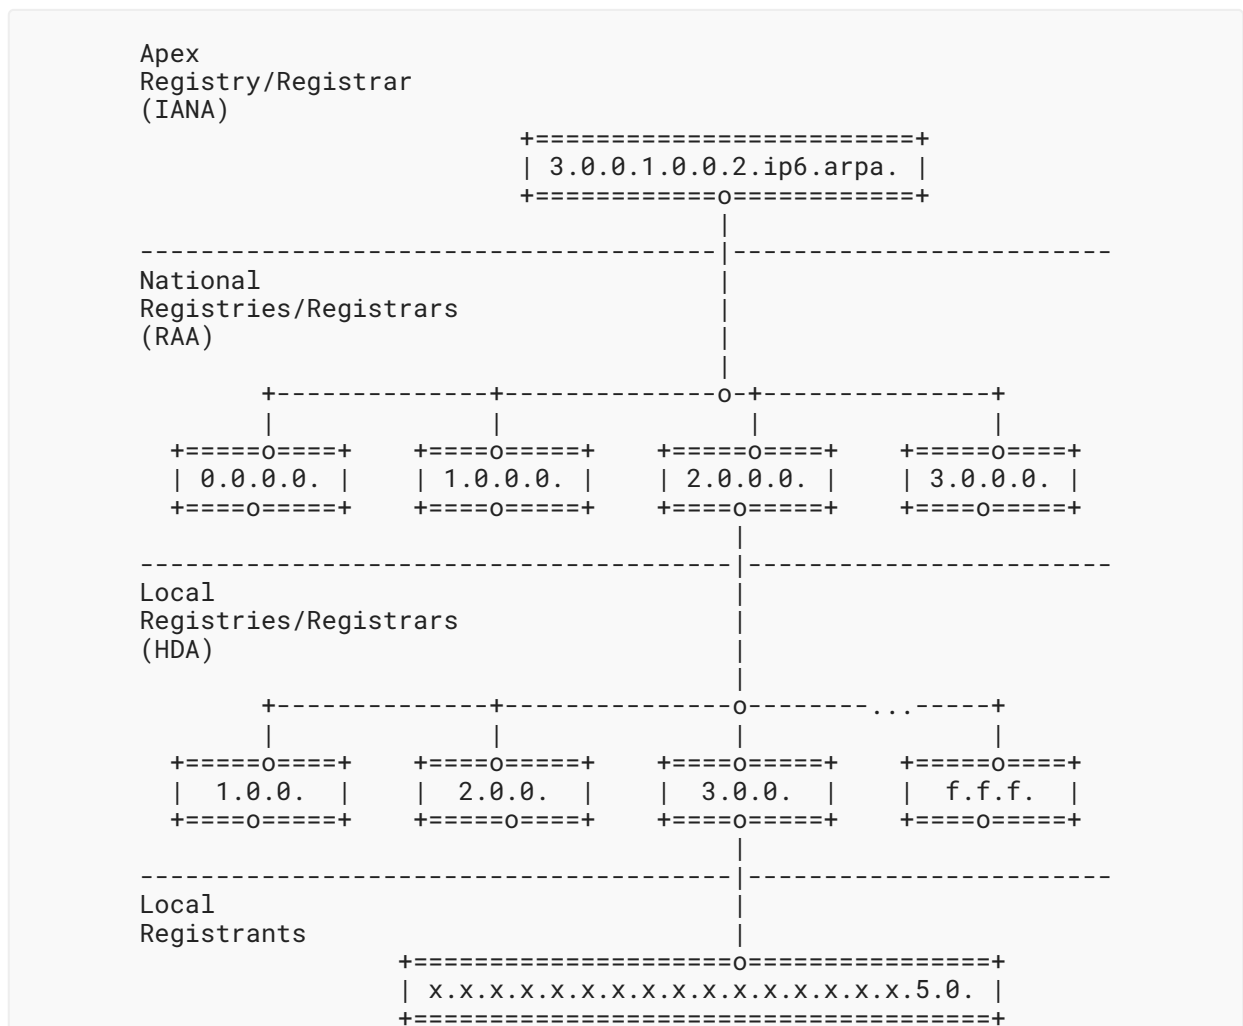 Apex
Registry/Registrar
(IANA)
+=========================+
| 3.0.0.1.0.0.2.ip6.arpa. |
+============o============+
|
--------------------------------------|-------------------------
National                              |
Registries/Registrars                 |
(RAA)                                 |
|
+--------------+--------------o-+---------------+
|              |                |               |
+=====o====+    +====o=====+    +=====o====+    +=====o====+
| 0.0.0.0. |    | 1.0.0.0. |    | 2.0.0.0. |    | 3.0.0.0. |
+====o=====+    +====o=====+    +====o=====+    +====o=====+
|
---------------------------------------|------------------------
Local                                  |
Registries/Registrars                  |
(HDA)                                  |
|
+--------------+---------------o--------...-----+
|              |               |                |
+=====o====+    +====o=====+    +====o=====+    +=====o====+
|  1.0.0.  |    |  2.0.0.  |    |  3.0.0.  |    |  f.f.f.  |
+====o=====+    +=====o====+    +====o=====+    +====o=====+
|
---------------------------------------|------------------------
Local                                  |
Registrants                            |
+=====================o================+
| x.x.x.x.x.x.x.x.x.x.x.x.x.x.x.x.5.0. |
+======================================+